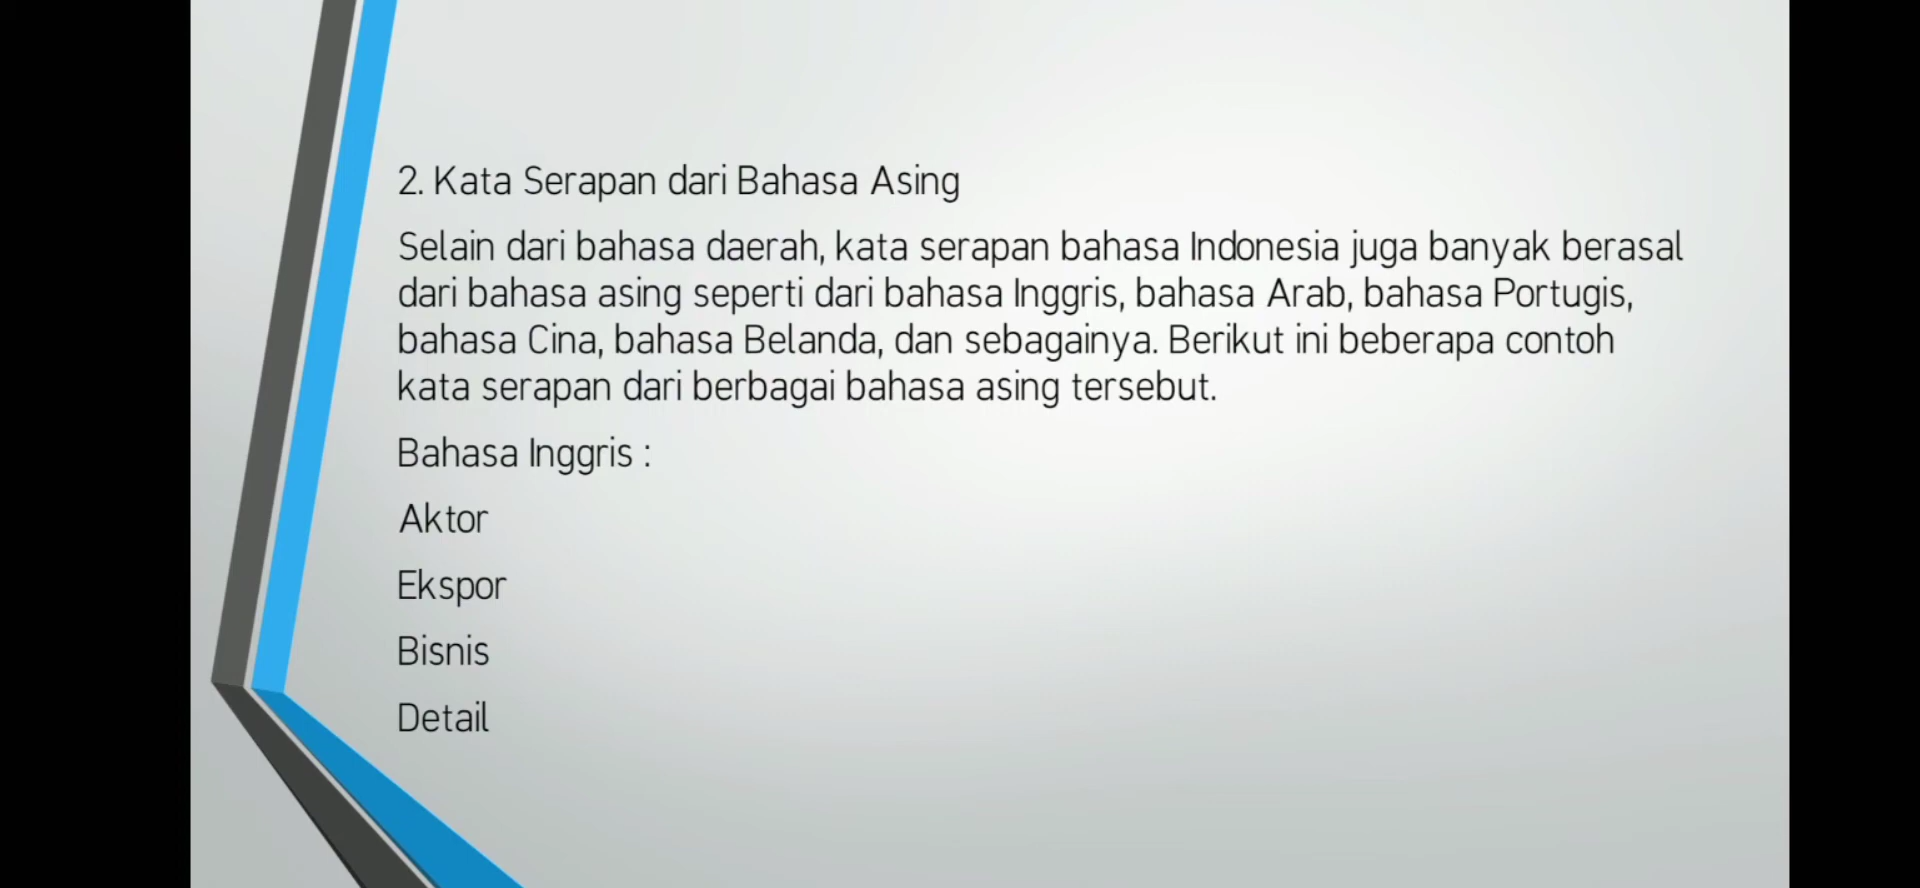 2. Kata Serapan dari Bahasa Asing
Selain dari bahasa daerah, kata serapan bahasa Indonesia juga banyak berasal
dari bahasa asing seperti dari bahasa Inggris, bahasa Arab, bahasa Portugis,
bahasa Cina, bahasa Belanda, dan sebagainya. Berikut ini beberapa contoh
kata serapan dari berbagai bahasa asing tersebut.
Bahasa Inggris :
Aktor
Ekspor
Bisnis
Detail